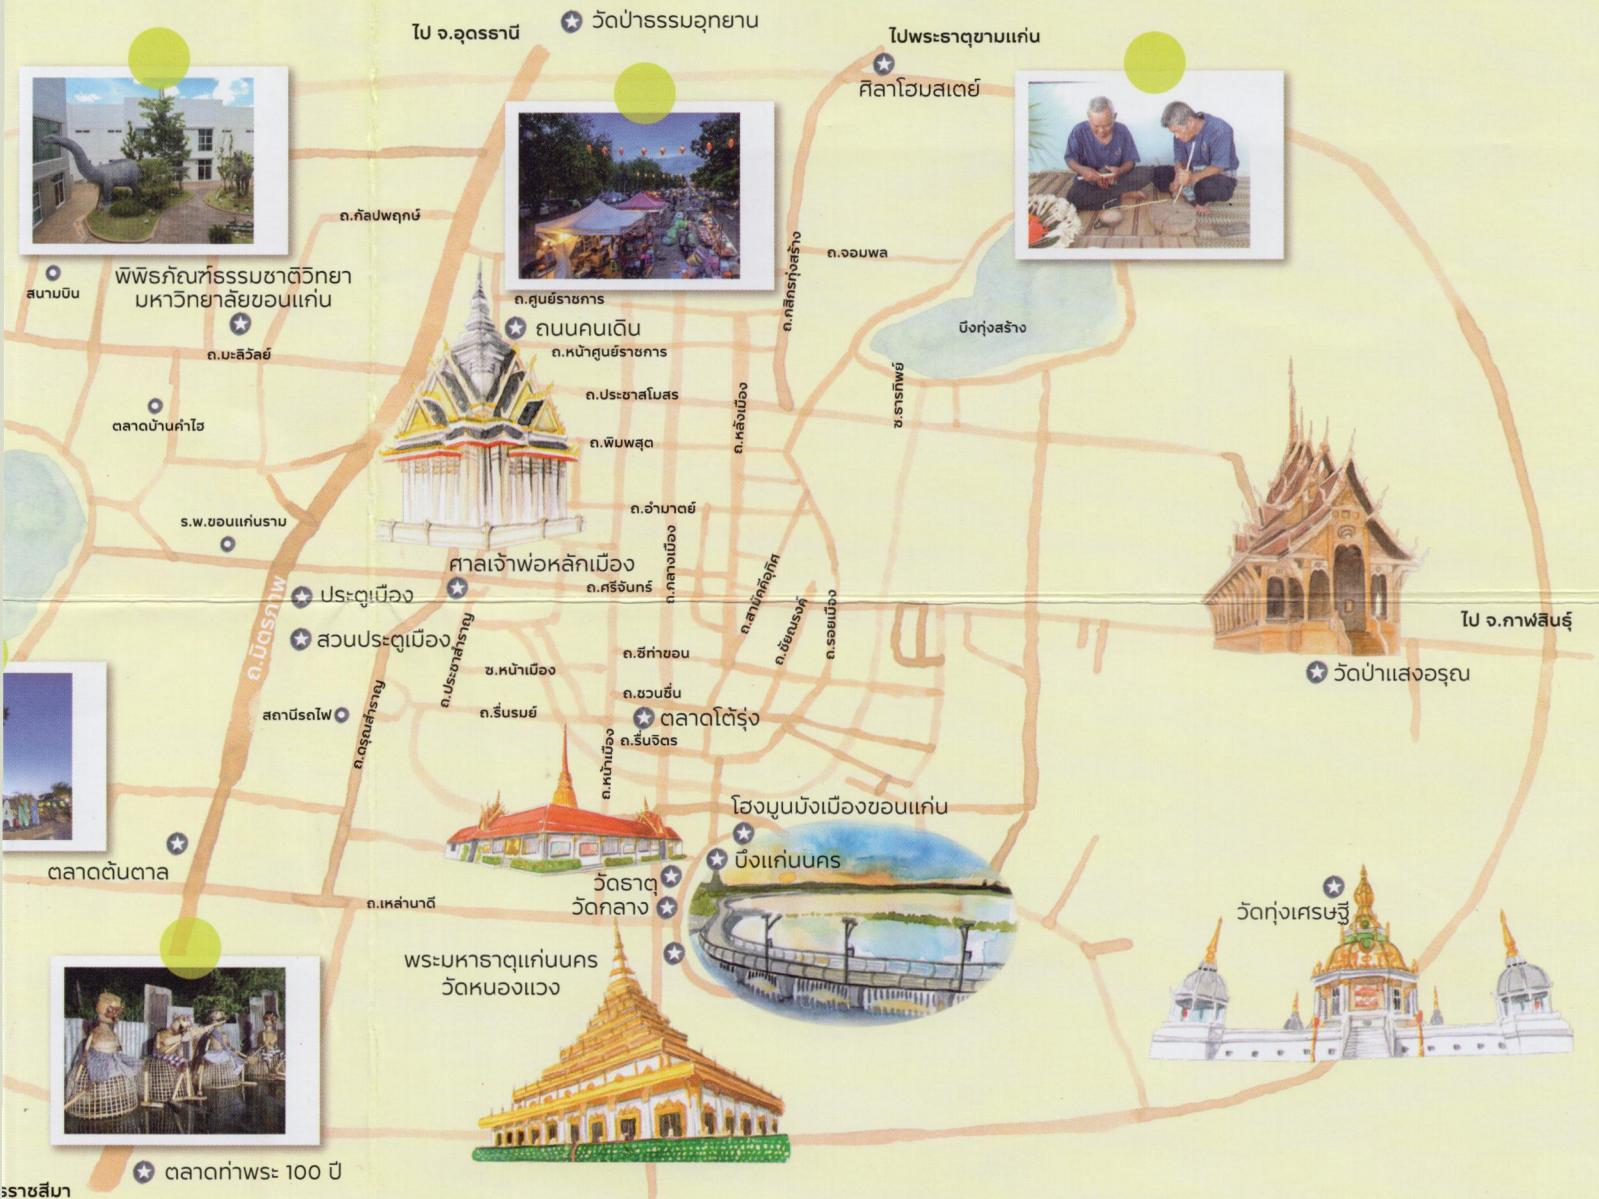 ไป จ.อุดรธานี
วัดป่าธรรมอุทยาน
ไปพระธาตุขามแก่น
ศิลาโฮมสเตย์
ถ.กัลปพฤกษ์
ถ.จอมพล
ถ.กสิกรทุ่งสร้าง
สนามบิน
พิพิธภัณฑ์ธรรมชาติวิทยา
มหาวิทยาลัยขอนแก่น
ถ.ศูนย์ราชการ
ถนนคนเดิน
บึงทุ่งสร้าง
ถ.มะลิวัลย์
ถ.หน้าศูนย์ราชการ
ซ.ธารทิพย์
ถ.ประชาสโมสร
ถ.หลังเมือง
ตลาดบ้านคำไฮ
ถ.พิมพสุต
ร.พ.ขอนแก่นราม
ถ.อำมาตย์
ถ.กลางเมือง
ศาลเจ้าพ่อหลักเมือง
ถ.ศรีจันทร์
ถ.สามัคคีอุทิศ
ถ.ชัยณรงค์
ถ.รอบเมือง
ประตูเมือง
ถ.มิตรภาพ
สวนประตูเมือง
ถ.ประชาสำราญ
ไป จ.กาฬสินธุ์
ถ.ชีท่าขอน
ซ.หน้าเมือง
วัดป่าแสงอรุณ
ถ.ชวนชื่น
สถานีรถไฟ
ถ.ดรุณสำราญ
ถ.รื่นรมย์
ตลาดโต้รุ่ง
ถ.รื่นจิตร
ถ.หน้าเมือง
โฮงมูนมังเมืองขอนแก่น
บึงแก่นนคร
ตลาดต้นตาล
วัดธาตุ
วัดกลาง
ถ.เหล่านาดี
วัดทุ่งเศรษฐี
พระมหาธาตุแก่นนคร
วัดหนองแวง
ตลาดท่าพระ 100 ปี
รราชสีมา